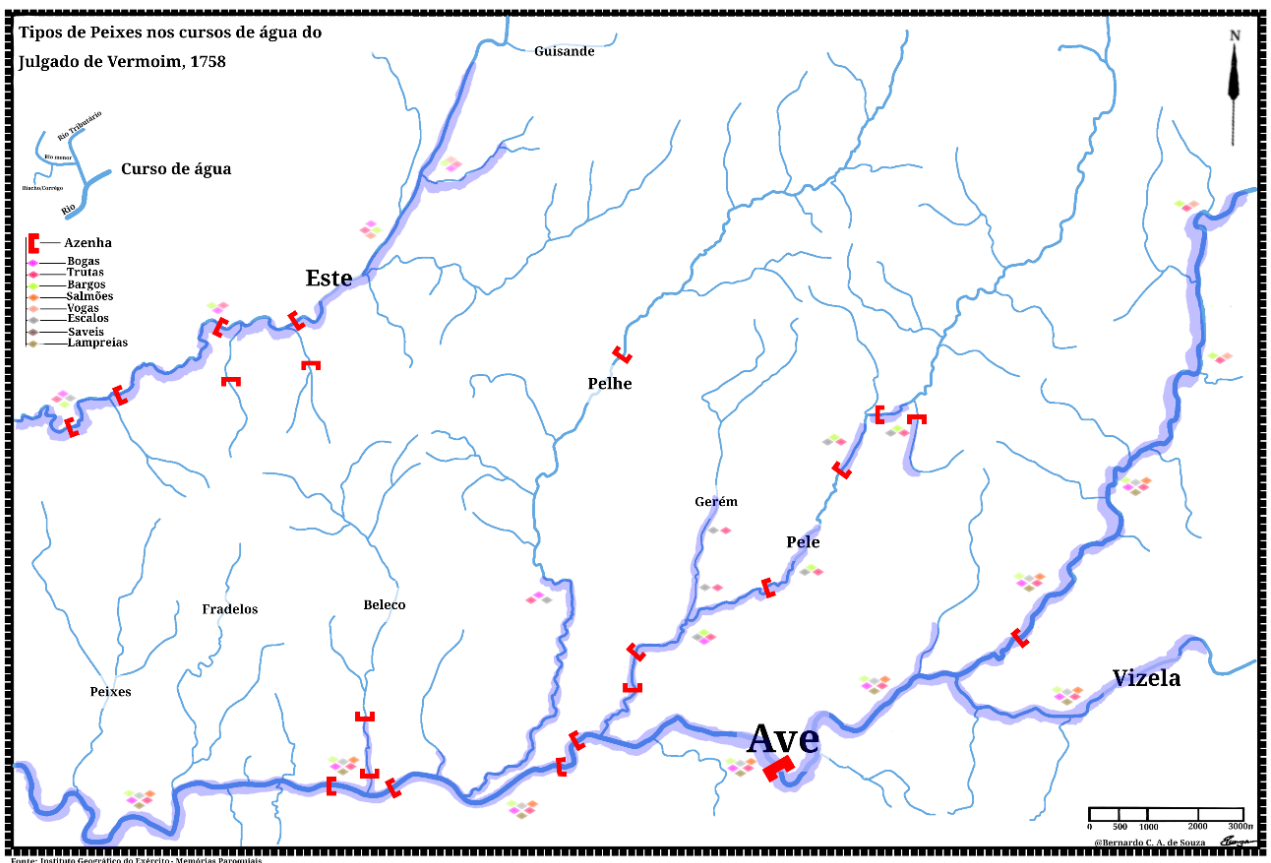 Tipos de Peixes nos cursos de água do
Julgado de Vermoim, 1758
Guisande
N
Rio Tributário
Rio menor
Riacho/Corrégo
Rio
Curso de água
Azenha
Bogas
Trutas
Bargos
Salmões
Vogas
Escalos
Saveis
Lampreias
Este
Pelhe
Gerém
Pele
Fradelos
Beleco
Peixes
Vizela
Ave
0 500 1000 2000 3000m
@Bernardo C. A. de Souza
Fonte: Instituto Geográfico do Exército - Memórias Paroquiais